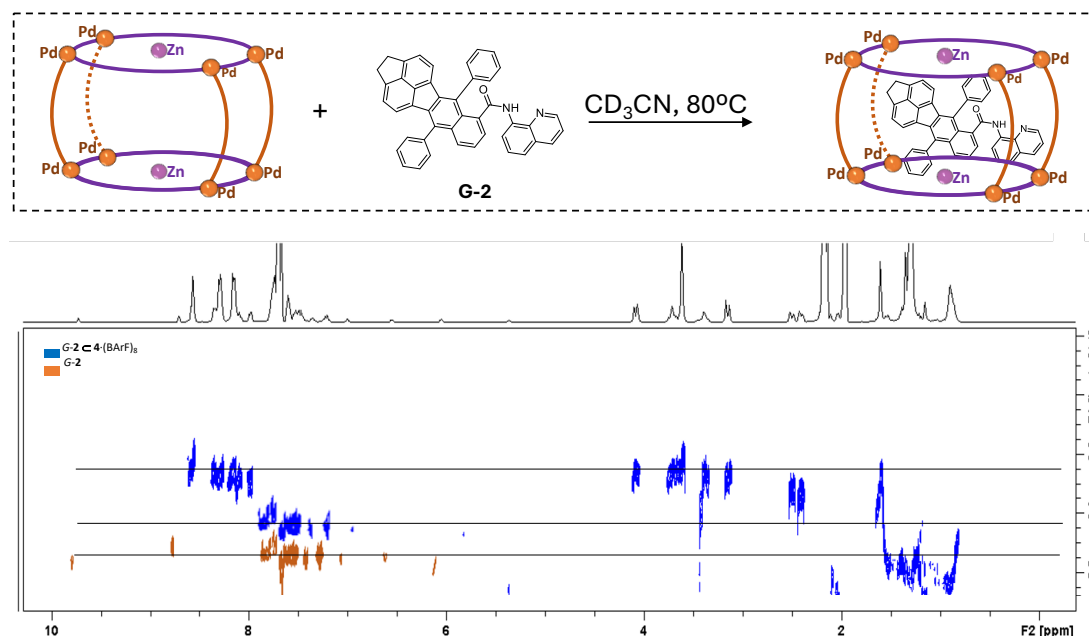 Pd
Pd
Zn
Pd
Pd
Pd
Pd
Zn
Pd
Pd
+
O
NH
N
G-2
CD₃CN, 80ºC
Pd
Pd
Zn
Pd
Pd
O
NH
N
Pd
Pd
Zn
Pd
Pd
G-2 ⊂ 4·(BArF)₈
G-2
10
8
6
4
2
F2 [ppm]